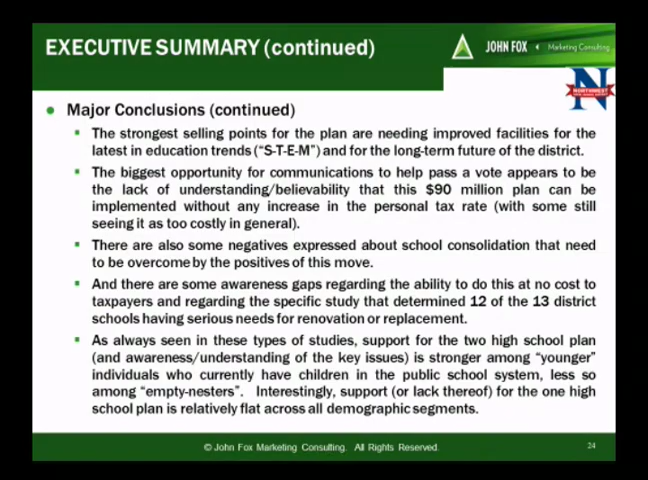 EXECUTIVE SUMMARY (continued)
JOHN FOX
Marketing Consulting
N
NORTHWEST
Major Conclusions (continued)
The strongest selling points for the plan are needing improved facilities for the
latest in education trends ("S-T-E-M") and for the long-term future of the district.
The biggest opportunity for communications to help pass a vote appears to be
the lack of understanding/believability that this $90 million plan can be
implemented without any increase in the personal tax rate (with some still
seeing it as too costly in general).
There are also some negatives expressed about school consolidation that need
to be overcome by the positives of this move.
And there are some awareness gaps regarding the ability to do this at no cost to
taxpayers and regarding the specific study that determined 12 of the 13 district
schools having serious needs for renovation or replacement.
As always seen in these types of studies, support for the two high school plan
(and awareness/understanding of the key issues) is stronger among "younger"
individuals who currently have children in the public school system, less so
among "empty-nesters". Interestingly, support (or lack thereof) for the one high
school plan is relatively flat across all demographic segments.
© John Fox Marketing Consulting. All Rights Reserved.
24